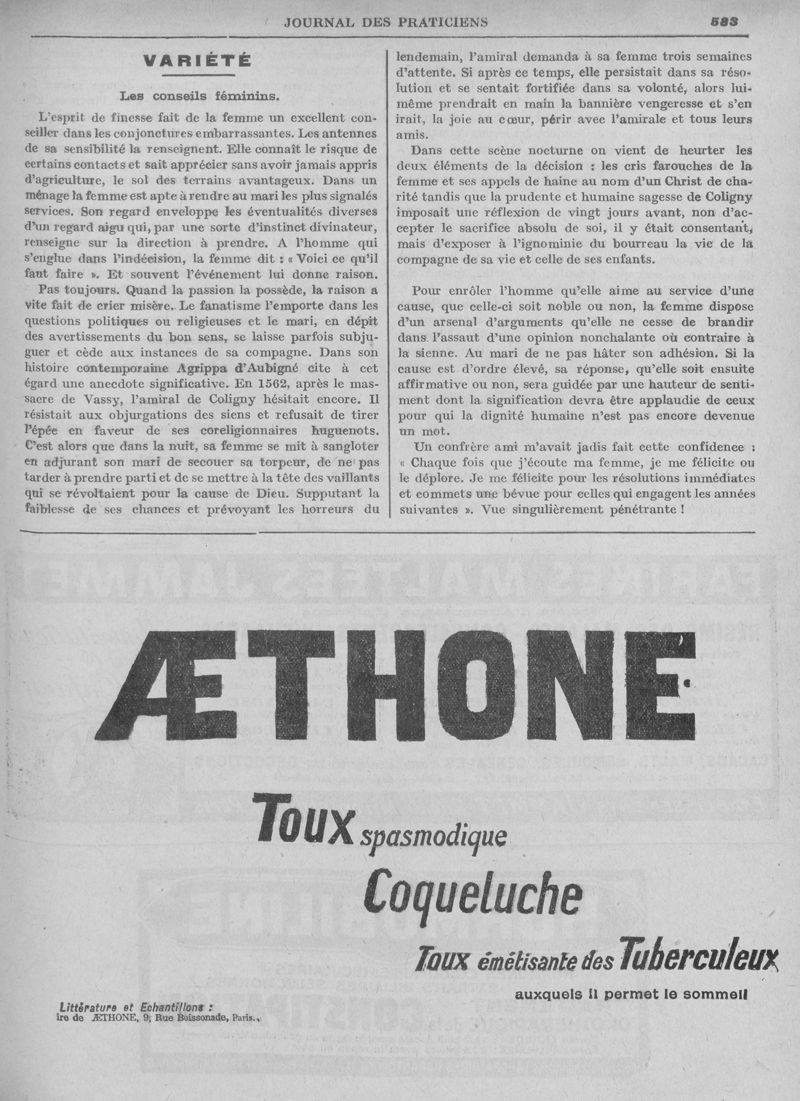 JOURNAL DES PRATICIENS 583
VARIÉTÉ
Les conseils féminins.
L'esprit de finesse fait de la femme un excellent con-
seiller dans les conjonctures embarrassantes. Les antennes
de sa sensibilité la renseignent. Elle connaît le risque de
certains contacts et sait apprécier sans avoir jamais appris
d'agriculture, le sol des terrains avantageux. Dans un
ménage la femme est apte à rendre au mari les plus signalés
services. Son regard enveloppe les éventualités diverses
d'un regard aigu qui, par une sorte d'instinct divinateur,
renseigne sur la direction à prendre. A l'homme qui
s'englue dans l'indécision, la femme dit : « Voici ce qu'il
faut faire ». Et souvent l'événement lui donne raison.
Pas toujours. Quand la passion la possède, la raison a
vite fait de crier misère. Le fanatisme l'emporte dans les
questions politiques ou religieuses et le mari, en dépit
des avertissements du bon sens, se laisse parfois subju-
guer et cède aux instances de sa compagne. Dans son
histoire contemporaine Agrippa d'Aubigné cite à cet
égard une anecdote significative. En 1562, après le mas-
sacre de Vassy, l'amiral de Coligny hésitait encore. Il
résistait aux objurgations des siens et refusait de tirer
l'épée en faveur de ses coreligionnaires huguenots.
C'est alors que dans la nuit, sa femme se mit à sangloter
en adjurant son mari de secouer sa torpeur, de ne pas
tarder à prendre parti et de se mettre à la tête des vaillants
qui se révoltaient pour la cause de Dieu. Supputant la
faiblesse de ses chances et prévoyant les horreurs du
lendemain, l'amiral demanda à sa femme trois semaines
d'attente. Si après ce temps, elle persistait dans sa réso-
lution et se sentait fortifiée dans sa volonté, alors lui-
même prendrait en main la bannière vengeresse et s'en
irait, la joie au cœur, périr avec l'amirale et tous leurs
amis.
Dans cette scène nocturne on vient de heurter les
deux éléments de la décision : les cris farouches de la
femme et ses appels de haine au nom d'un Christ de cha-
rité tandis que la prudente et humaine sagesse de Coligny
imposait une réflexion de vingt jours avant, non d'ac-
cepter le sacrifice absolu de soi, il y était consentant,
mais d'exposer à l'ignominie du bourreau la vie de la
compagne de sa vie et celle de ses enfants.
Pour enrôler l'homme qu'elle aime au service d'une
cause, que celle-ci soit noble ou non, la femme dispose
d'un arsenal d'arguments qu'elle ne cesse de brandir
dans l'assaut d'une opinion nonchalante où contraire à
la sienne. Au mari de ne pas hâter son adhésion. Si la
cause est d'ordre élevé, sa réponse, qu'elle soit ensuite
affirmative ou non, sera guidée par une hauteur de senti-
ment dont la signification devra être applaudie de ceux
pour qui la dignité humaine n'est pas encore devenue
un mot.
Un confrère ami m'avait jadis fait cette confidence :
« Chaque fois que j'écoute ma femme, je me félicite ou
le déplore. Je me félicite pour les résolutions immédiates
et commets une bévue pour celles qui engagent les années
suivantes ». Vue singulièrement pénétrante !
ÆTHONE
Toux spasmodique
Coqueluche
Toux émétisante des Tuberculeux
auxquels il permet le sommeil
Littérature et Echantillons :
ire de ÆTHONE, 9, Rue Boissonade, Paris.